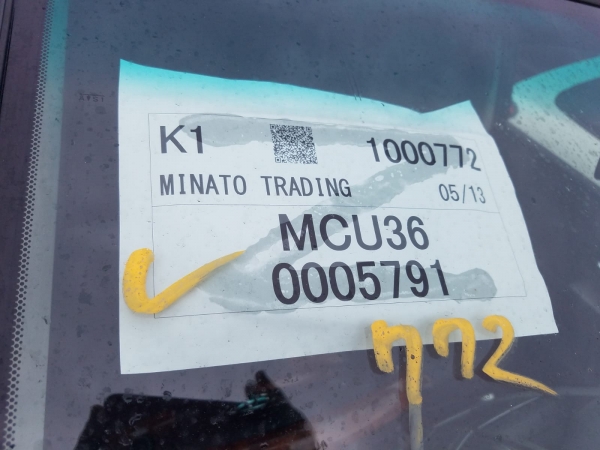 K1 1000772
MINATO TRADING 05/13
MCU36
0005791
772